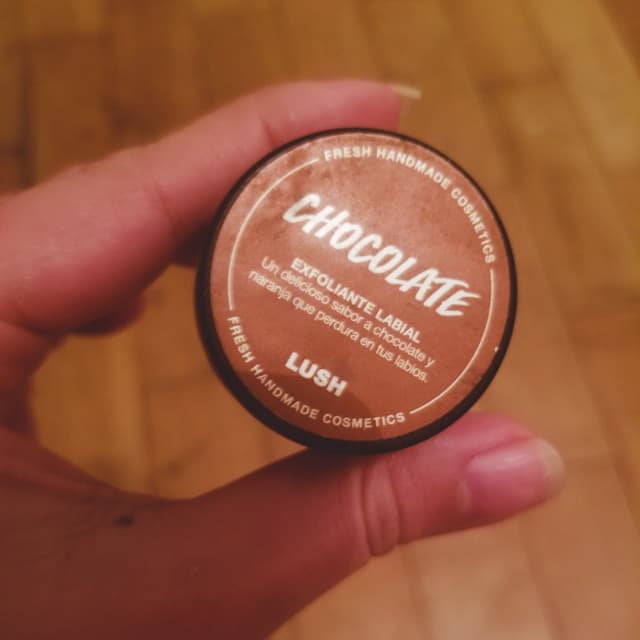 FRESH HANDMADE COSMETICS
CHOCOLATE
EXFOLIANTE LABIAL
Un delicioso sabor a chocolate y
naranja que perdura en tus labios.
LUSH
FRESH HANDMADE COSMETICS